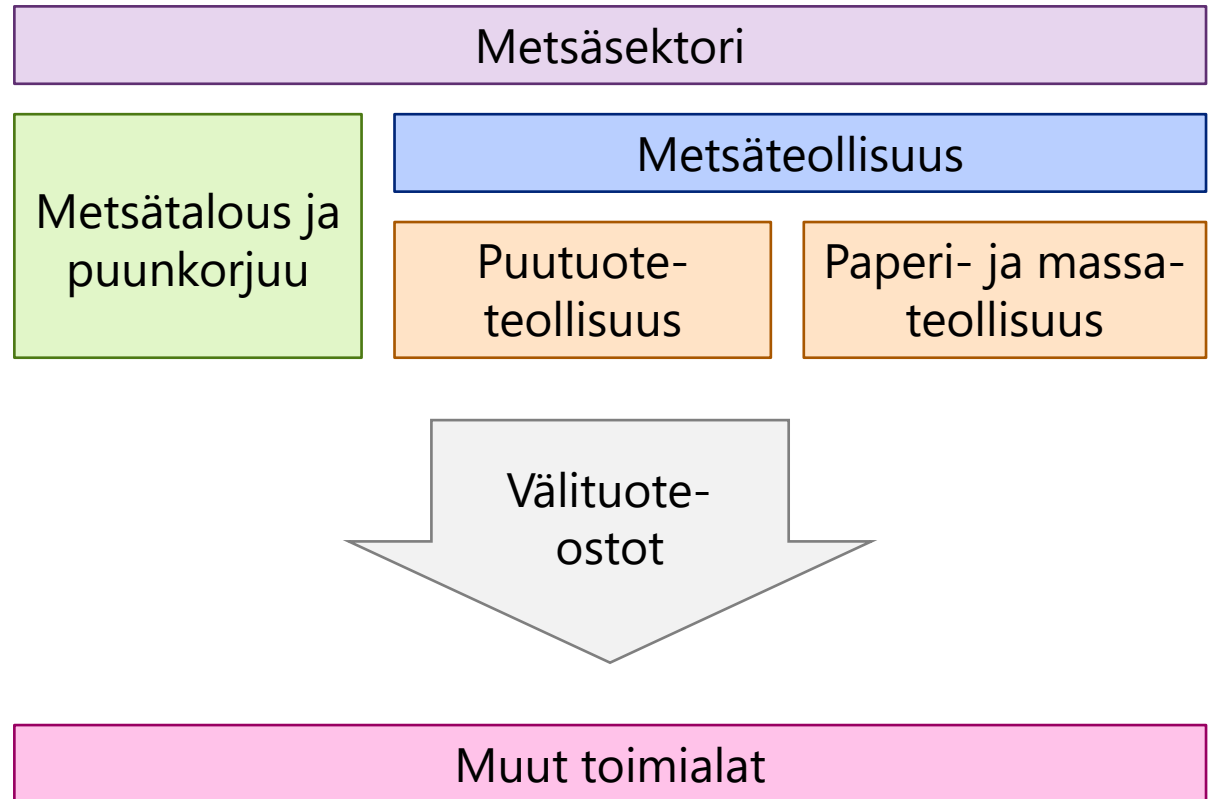 Metsäsektori
Metsätalous ja
puunkorjuu
Metsäteollisuus
Puutuote-
teollisuus
Paperi- ja massa-
teollisuus
Välituote-
ostot
Muut toimialat